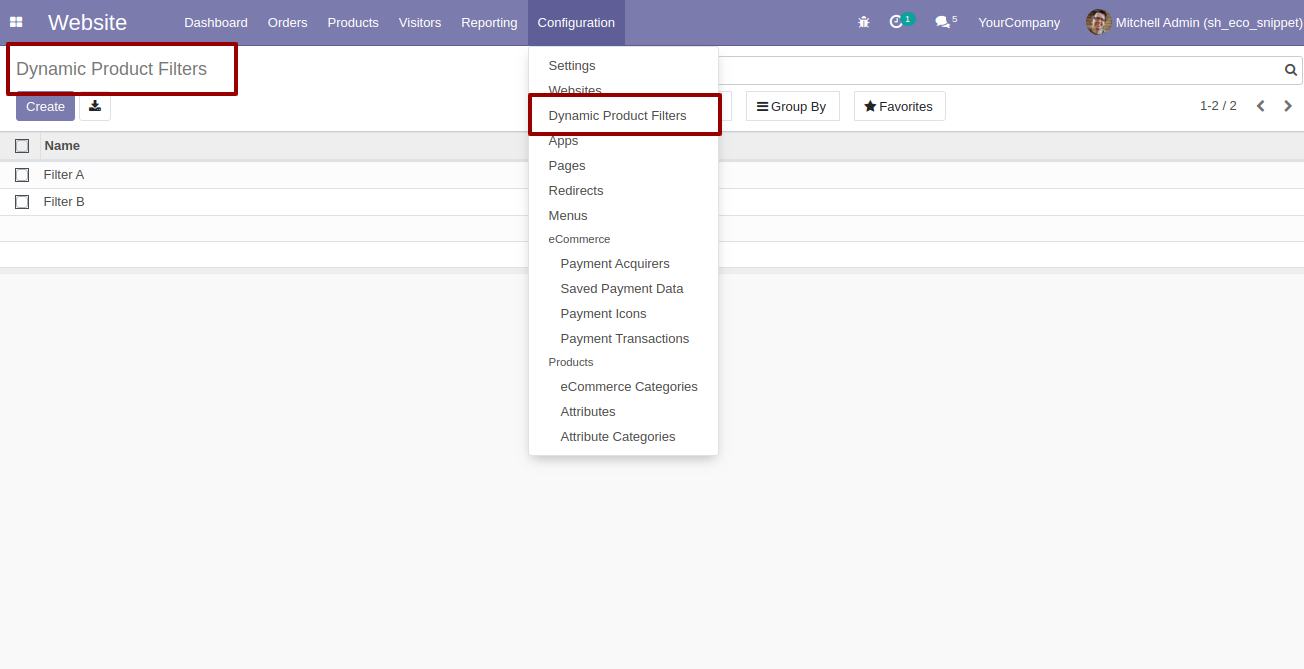 Website Dashboard Orders Products Visitors Reporting Configuration 1 5 YourCompany Mitchell Admin (sh_eco_snippet)
Dynamic Product Filters
Create
Group By Favorites 1-2 / 2
Name
Filter A
Filter B
Settings
Websites
Dynamic Product Filters
Apps
Pages
Redirects
Menus
eCommerce
Payment Acquirers
Saved Payment Data
Payment Icons
Payment Transactions
Products
eCommerce Categories
Attributes
Attribute Categories